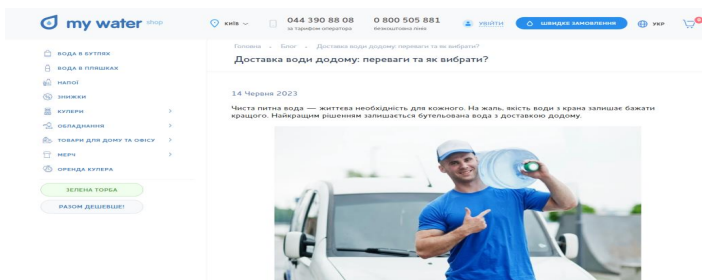 my water shop
КИЇВ
044 390 88 08
за тарифом оператора
0 800 505 881
безкоштовна лінія
УВІЙТИ
ШВИДКЕ ЗАМОВЛЕННЯ
УКР
0
Головна
Блог
Доставка води додому: переваги та як вибрати?
Доставка води додому: переваги та як вибрати?
ВОДА В БУТЛЯХ
ВОДА В ПЛЯШКАХ
НАПОЇ
ЗНИЖКИ
КУЛЕРИ
ОБЛАДНАННЯ
ТОВАРИ ДЛЯ ДОМУ ТА ОФІСУ
МЕРЧ
ОРЕНДА КУЛЕРА
ЗЕЛЕНА ТОРБА
РАЗОМ ДЕШЕВШЕ!
14 Червня 2023
Чиста питна вода — життєва необхідність для кожного. На жаль, якість води з крана залишає бажати
кращого. Найкращим рішенням залишається бутельована вода з доставкою додому.